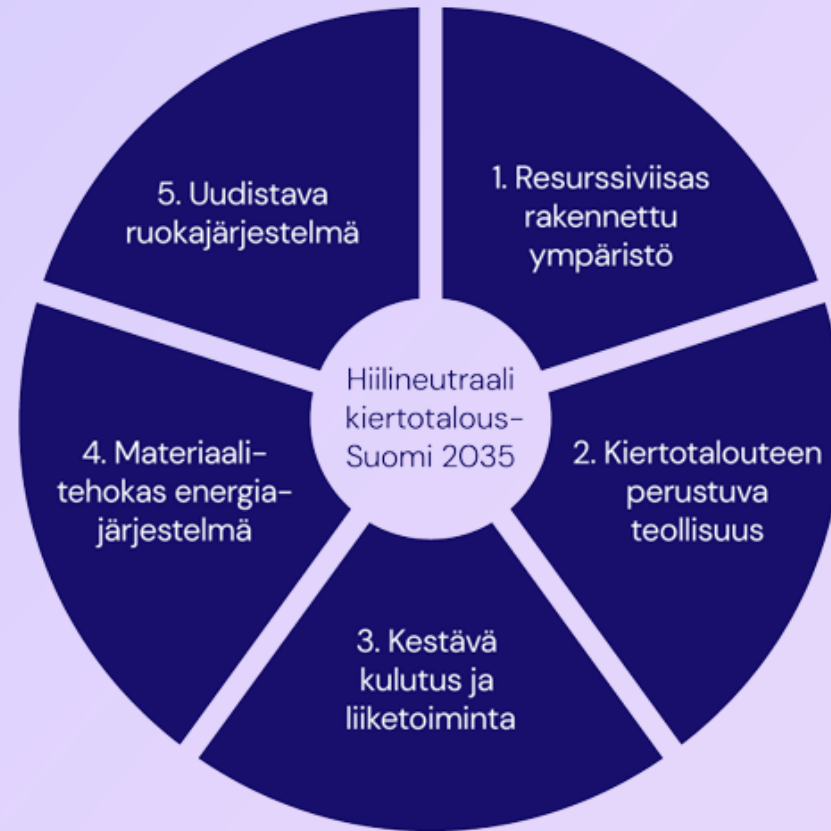 Hiilineutraali
kiertotalous-
Suomi 2035
1. Resurssiviisas
rakennettu
ympäristö
2. Kiertotalouteen
perustuva
teollisuus
3. Kestävä
kulutus ja
liiketoiminta
4. Materiaali-
tehokas energia-
järjestelmä
5. Uudistava
ruokajärjestelmä